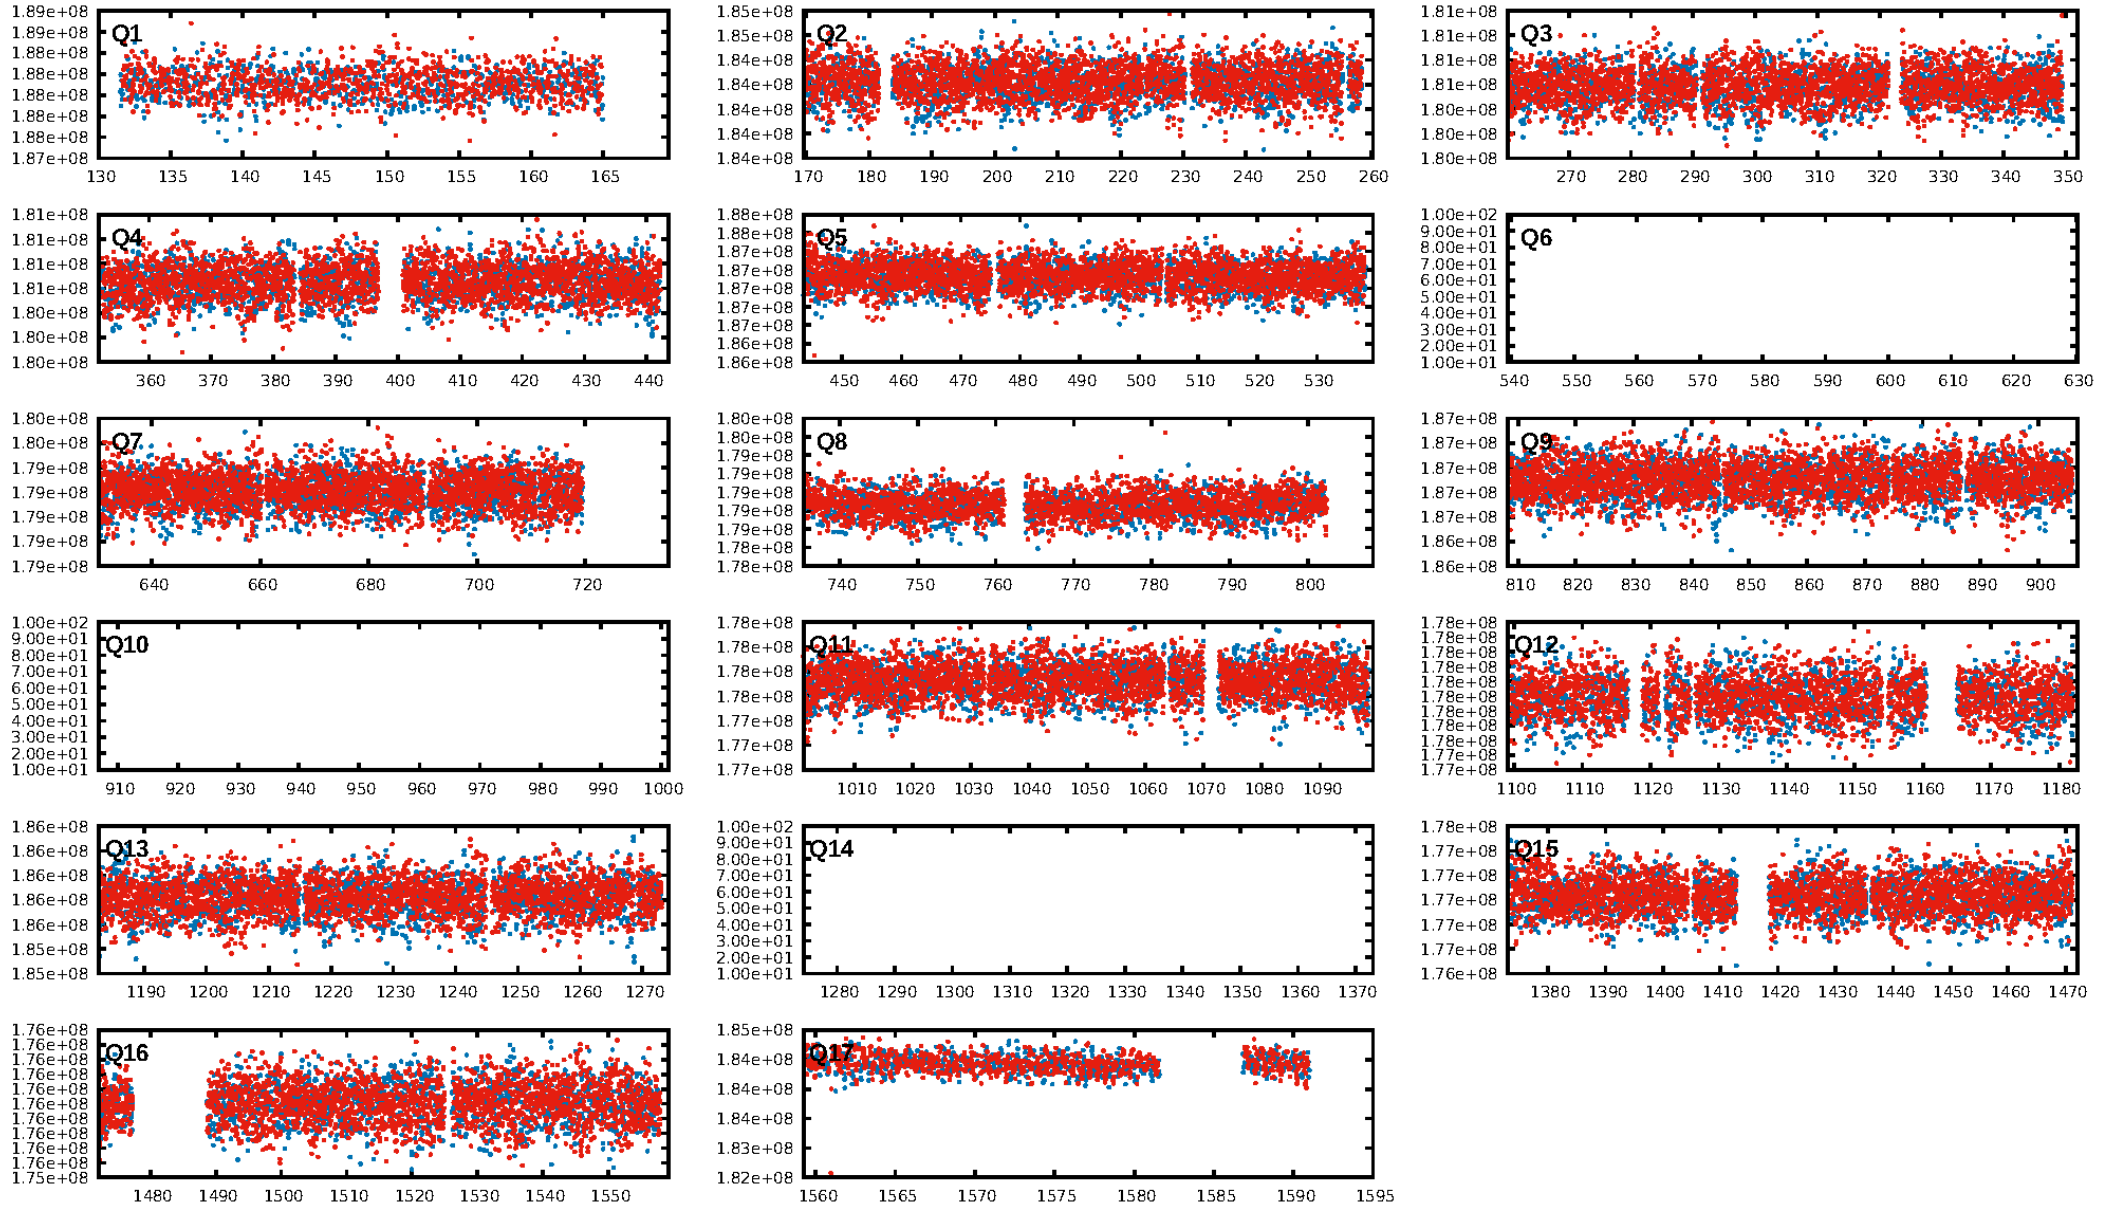 1.89e+08 1.89e+08 1.88e+08 1.88e+08 1.88e+08 1.88e+08 1.88e+08 1.87e+08
Q1
130 135 140 145 150 155 160 165
1.85e+08 1.85e+08 1.84e+08 1.84e+08 1.84e+08 1.84e+08 1.84e+08
Q2
170 180 190 200 210 220 230 240 250 260
1.81e+08 1.81e+08 1.81e+08 1.81e+08 1.80e+08 1.80e+08 1.80e+08
Q3
270 280 290 300 310 320 330 340 350
1.81e+08 1.81e+08 1.81e+08 1.81e+08 1.80e+08 1.80e+08 1.80e+08
Q4
360 370 380 390 400 410 420 430 440
1.88e+08 1.88e+08 1.87e+08 1.87e+08 1.87e+08 1.87e+08 1.87e+08 1.86e+08 1.86e+08
Q5
450 460 470 480 490 500 510 520 530
1.00e+02 9.00e+01 8.00e+01 7.00e+01 6.00e+01 5.00e+01 4.00e+01 3.00e+01 2.00e+01 1.00e+01
Q6
540 550 560 570 580 590 600 610 620 630
1.80e+08 1.80e+08 1.79e+08 1.79e+08 1.79e+08 1.79e+08 1.79e+08
Q7
640 660 680 700 720
1.80e+08 1.80e+08 1.79e+08 1.79e+08 1.79e+08 1.79e+08 1.79e+08 1.78e+08 1.78e+08
Q8
740 750 760 770 780 790 800
1.87e+08 1.87e+08 1.87e+08 1.87e+08 1.87e+08 1.86e+08 1.86e+08
Q9
810 820 830 840 850 860 870 880 890 900
1.00e+02 9.00e+01 8.00e+01 7.00e+01 6.00e+01 5.00e+01 4.00e+01 3.00e+01 2.00e+01 1.00e+01
Q10
910 920 930 940 950 960 970 980 990 1000
1.78e+08 1.78e+08 1.78e+08 1.78e+08 1.77e+08 1.77e+08 1.77e+08
Q11
1010 1020 1030 1040 1050 1060 1070 1080 1090
1.78e+08 1.78e+08 1.78e+08 1.78e+08 1.78e+08 1.78e+08 1.78e+08 1.78e+08 1.78e+08 1.77e+08 1.77e+08
Q12
1100 1110 1120 1130 1140 1150 1160 1170 1180
1.86e+08 1.86e+08 1.86e+08 1.86e+08 1.86e+08 1.85e+08 1.85e+08
Q13
1190 1200 1210 1220 1230 1240 1250 1260 1270
1.00e+02 9.00e+01 8.00e+01 7.00e+01 6.00e+01 5.00e+01 4.00e+01 3.00e+01 2.00e+01 1.00e+01
Q14
1280 1290 1300 1310 1320 1330 1340 1350 1360 1370
1.78e+08 1.77e+08 1.77e+08 1.77e+08 1.77e+08 1.77e+08 1.76e+08
Q15
1380 1390 1400 1410 1420 1430 1440 1450 1460 1470
1.76e+08 1.76e+08 1.76e+08 1.76e+08 1.76e+08 1.76e+08 1.76e+08 1.76e+08 1.76e+08 1.76e+08 1.75e+08
Q16
1480 1490 1500 1510 1520 1530 1540 1550
1.85e+08 1.84e+08 1.84e+08 1.84e+08 1.83e+08 1.82e+08
Q17
1560 1565 1570 1575 1580 1585 1590 1595